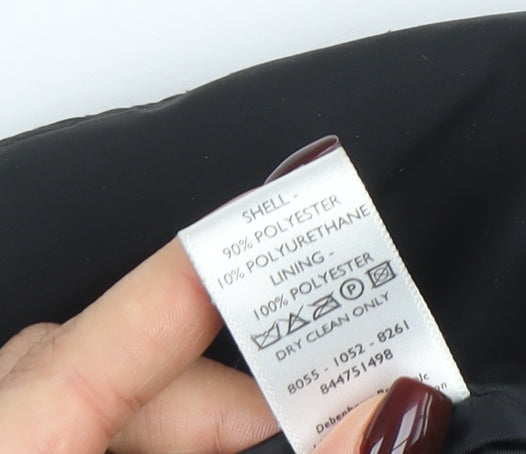 SHELL -
90% POLYESTER
10% POLYURETHANE
LINING -
100% POLYESTER
P
DRY CLEAN ONLY
8055 - 1052 - 8261
844751498